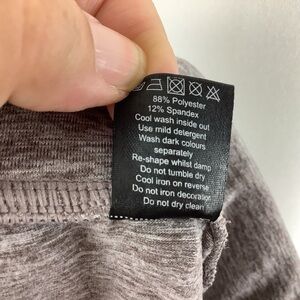 88% Polyester
12% Spandex
Cool wash inside out
Use mild detergent
Wash dark colours
separately
Re-shape whilst damp
Do not tumble dry
Cool iron on reverse
Do not iron decoration
Do not dry clean